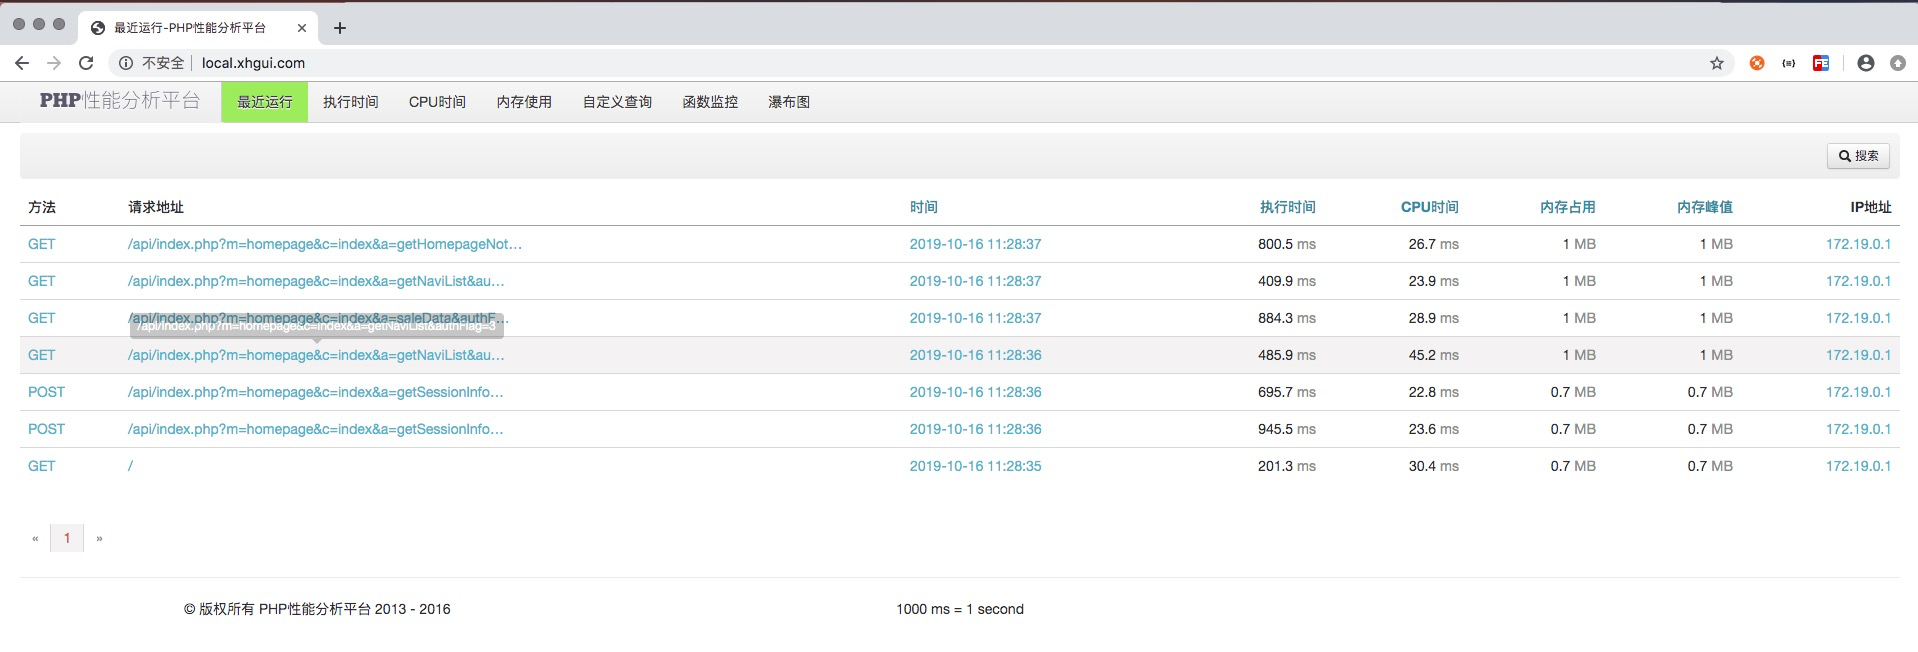 最近运行-PHP性能分析平台
不安全 local.xhgui.com
PHP性能分析平台 最近运行 执行时间 CPU时间 内存使用 自定义查询 函数监控 瀑布图
搜索
方法 请求地址 时间 执行时间 CPU时间 内存占用 内存峰值 IP地址
GET /api/index.php?m=homepage&c=index&a=getHomepageNot… 2019-10-16 11:28:37 800.5 ms 26.7 ms 1 MB 1 MB 172.19.0.1
GET /api/index.php?m=homepage&c=index&a=getNaviList&au… 2019-10-16 11:28:37 409.9 ms 23.9 ms 1 MB 1 MB 172.19.0.1
GET /api/index.php?m=homepage&c=index&a=saleData&authF… 2019-10-16 11:28:37 884.3 ms 28.9 ms 1 MB 1 MB 172.19.0.1
/api/index.php?m=homepage&c=index&a=getNaviList&authFlag=3
GET /api/index.php?m=homepage&c=index&a=getNaviList&au… 2019-10-16 11:28:36 485.9 ms 45.2 ms 1 MB 1 MB 172.19.0.1
POST /api/index.php?m=homepage&c=index&a=getSessionInfo… 2019-10-16 11:28:36 695.7 ms 22.8 ms 0.7 MB 0.7 MB 172.19.0.1
POST /api/index.php?m=homepage&c=index&a=getSessionInfo… 2019-10-16 11:28:36 945.5 ms 23.6 ms 0.7 MB 0.7 MB 172.19.0.1
GET / 2019-10-16 11:28:35 201.3 ms 30.4 ms 0.7 MB 0.7 MB 172.19.0.1
« 1 »
© 版权所有 PHP性能分析平台 2013 - 2016 1000 ms = 1 second